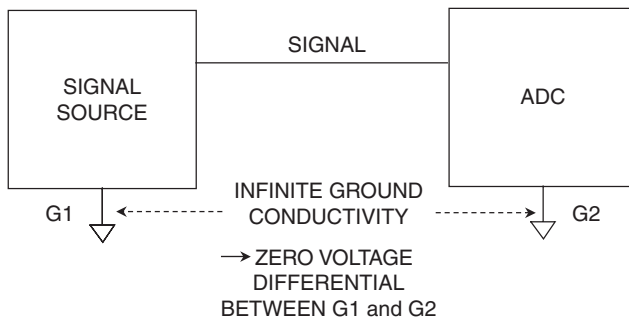 SIGNAL
SIGNAL
SOURCE
ADC
G1
INFINITE GROUND
CONDUCTIVITY
G2
→ ZERO VOLTAGE
DIFFERENTIAL
BETWEEN G1 and G2